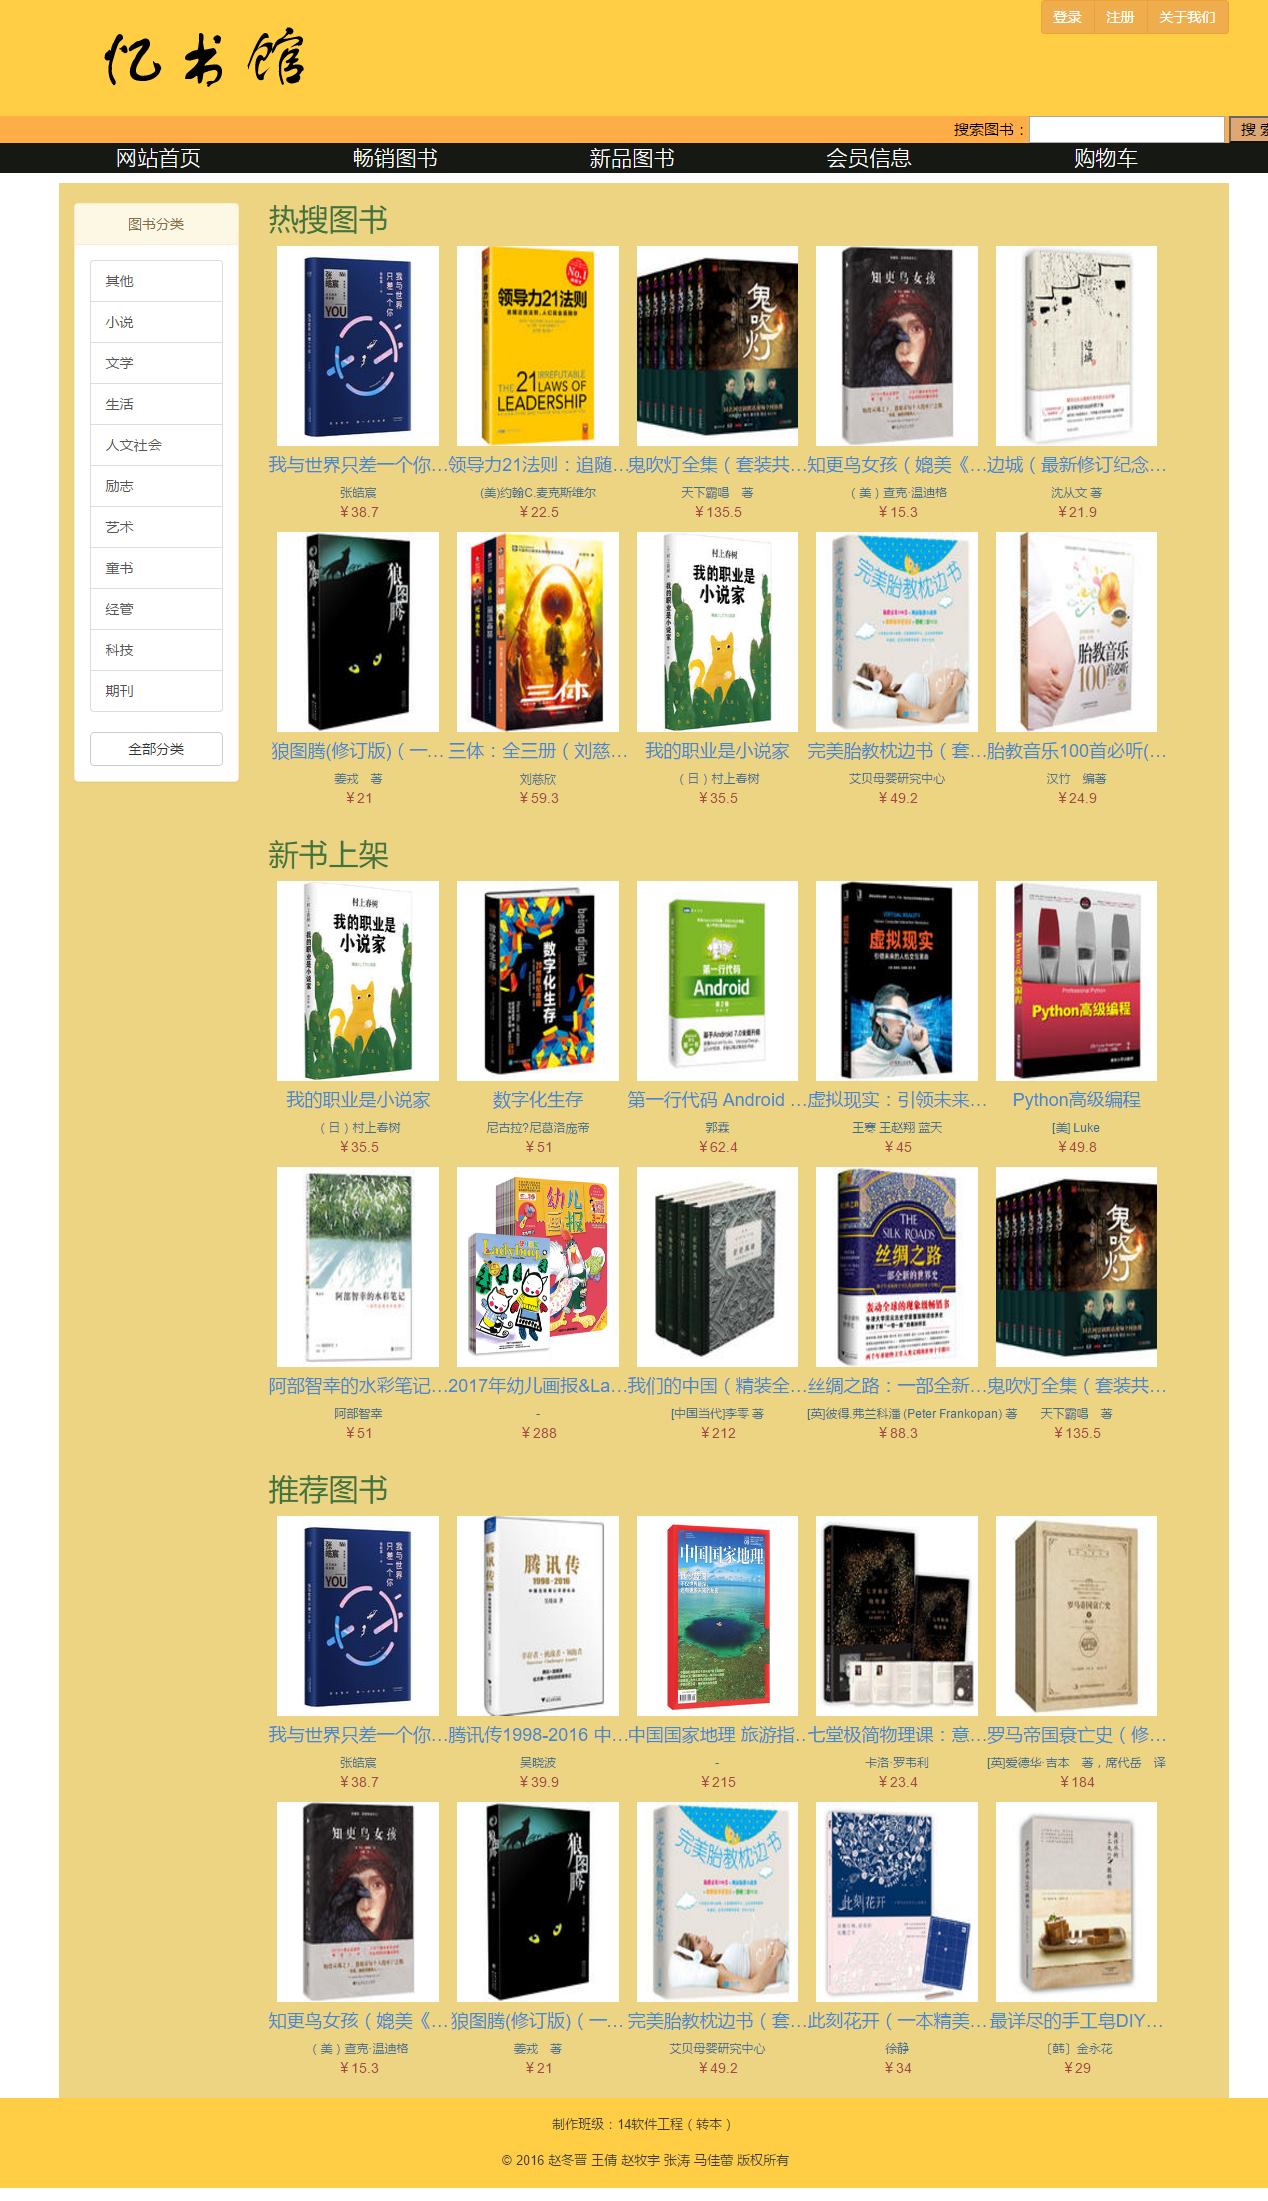 登录 注册 关于我们
忆书馆
搜索图书：
搜 索
网站首页 畅销图书 新品图书 会员信息 购物车
图书分类
其他
小说
文学
生活
人文社会
励志
艺术
童书
经管
科技
期刊
全部分类
热搜图书
我与世界只差一个你… 领导力21法则：追随… 鬼吹灯全集（套装共… 知更鸟女孩（媲美《… 边城（最新修订纪念…
张皓宸 (美)约翰C.麦克斯维尔 天下霸唱 著 （美）查克·温迪格 沈从文 著
¥38.7 ¥22.5 ¥135.5 ¥15.3 ¥21.9
狼图腾(修订版)（一… 三体：全三册（刘慈… 我的职业是小说家 完美胎教枕边书（套… 胎教音乐100首必听(…
姜戎 著 刘慈欣 （日）村上春树 艾贝母婴研究中心 汉竹 编著
¥21 ¥59.3 ¥35.5 ¥49.2 ¥24.9
新书上架
我的职业是小说家 数字化生存 第一行代码 Android … 虚拟现实：引领未来… Python高级编程
（日）村上春树 尼古拉?尼葛洛庞帝 郭霖 王寒 王赵翔 蓝天 [美] Luke
¥35.5 ¥51 ¥62.4 ¥45 ¥49.8
阿部智幸的水彩笔记… 2017年幼儿画报&La… 我们的中国（精装全… 丝绸之路：一部全新… 鬼吹灯全集（套装共…
阿部智幸 - [中国当代]李零 著 [英]彼得.弗兰科潘 (Peter Frankopan) 著 天下霸唱 著
¥51 ¥288 ¥212 ¥88.3 ¥135.5
推荐图书
我与世界只差一个你… 腾讯传1998-2016 中… 中国国家地理 旅游指… 七堂极简物理课：意… 罗马帝国衰亡史（修…
张皓宸 吴晓波 - 卡洛·罗韦利 [英]爱德华·吉本 著，席代岳 译
¥38.7 ¥39.9 ¥215 ¥23.4 ¥184
知更鸟女孩（媲美《… 狼图腾(修订版)（一… 完美胎教枕边书（套… 此刻花开（一本精美… 最详尽的手工皂DIY…
（美）查克·温迪格 姜戎 著 艾贝母婴研究中心 徐静 〔韩〕金永花
¥15.3 ¥21 ¥49.2 ¥34 ¥29
制作班级：14软件工程（转本）
© 2016 赵冬晋 王倩 赵牧宇 张涛 马佳蕾 版权所有